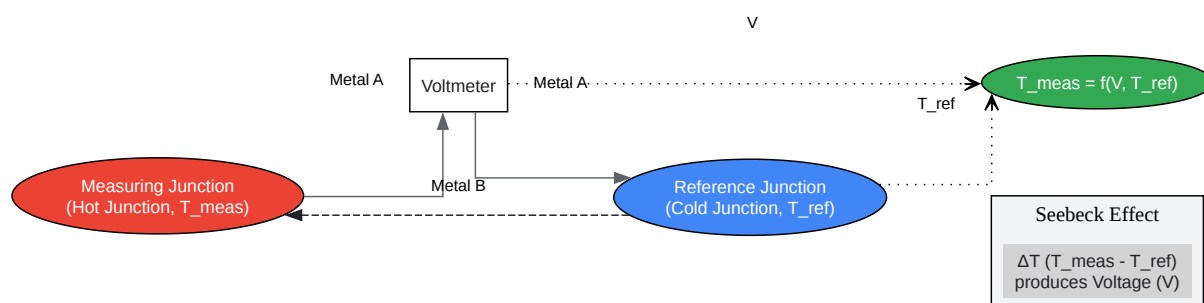 V
Metal A
Voltmeter
Metal A
T_meas = f(V, T_ref)
T_ref
Measuring Junction
(Hot Junction, T_meas)
Metal B
Reference Junction
(Cold Junction, T_ref)
Seebeck Effect
ΔT (T_meas - T_ref)
produces Voltage (V)